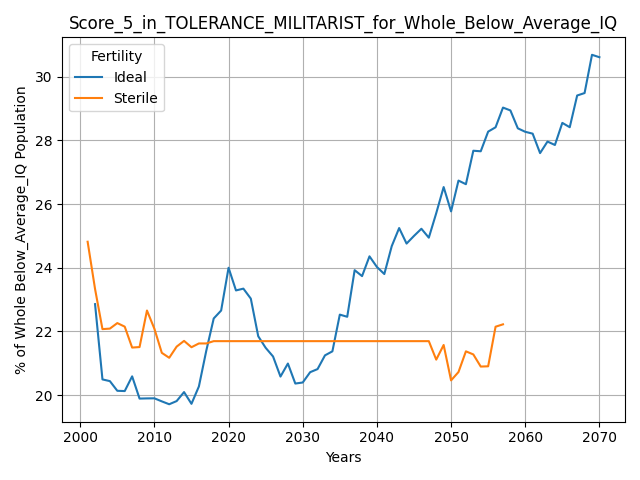 Score_5_in_TOLERANCE_MILITARIST_for_Whole_Below_Average_IQ
Fertility
Ideal
Sterile
% of Whole Below_Average_IQ Population
30
28
26
24
22
20
2000 2010 2020 2030 2040 2050 2060 2070
Years